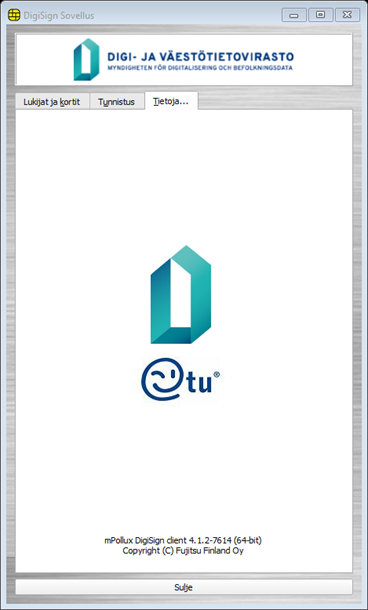 DigiSign Sovellus
DIGI- JA VÄESTÖTIETOVIRASTO
MYNDIGHETEN FÖR DIGITALISERING OCH BEFOLKNINGSDATA
Lukijat ja kortit
Tunnistus
Tietoja...
@tu®
mPollux DigiSign client 4.1.2-7614 (64-bit)
Copyright (C) Fujitsu Finland Oy
Sulje